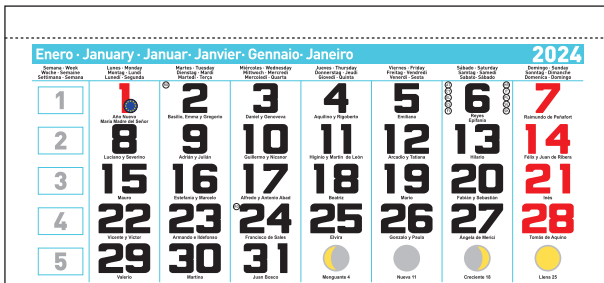 Enero · January · Januar · Janvier · Gennaio · Janeiro 2024
Semana · Week
Woche · Semaine
Settimana · Semana
Lunes · Monday
Montag · Lundi
Lunedì · Segunda
Martes · Tuesday
Dienstag · Mardi
Martedì · Terça
Miércoles · Wednesday
Mittwoch · Mercredi
Mercoledì · Quarta
Jueves · Thursday
Donnerstag · Jeudi
Giovedì · Quinta
Viernes · Friday
Freitag · Vendredi
Venerdì · Sexta
Sábado · Saturday
Samstag · Samedi
Sabato · Sábado
Domingo · Sunday
Sonntag · Dimanche
Domenica · Domingo
1 1 2 3 4 5 6 7
Año Nuevo
María Madre del Señor
Basilio, Emma y Gregorio
Daniel y Genoveva
Aquilino y Rigoberto
Emiliana
Reyes
Epifanía
Raimundo de Peñafort
2 8 9 10 11 12 13 14
Luciano y Severino
Adrián y Julián
Guillermo y Nicanor
Higinio y Martín de León
Arcadio y Tatiana
Hilario
Félix y Juan de Ribera
3 15 16 17 18 19 20 21
Mauro
Estefanía y Marcelo
Alfredo y Antonio Abad
Beatriz
Mario
Fabián y Sebastián
Inés
4 22 23 24 25 26 27 28
Vicente y Víctor
Armando e Ildefonso
Francisco de Sales
Elvira
Gonzalo y Paula
Ángela de Merici
Tomás de Aquino
5 29 30 31
Valerio
Martina
Juan Bosco
Menguante 4
Nueva 11
Creciente 18
Llena 25